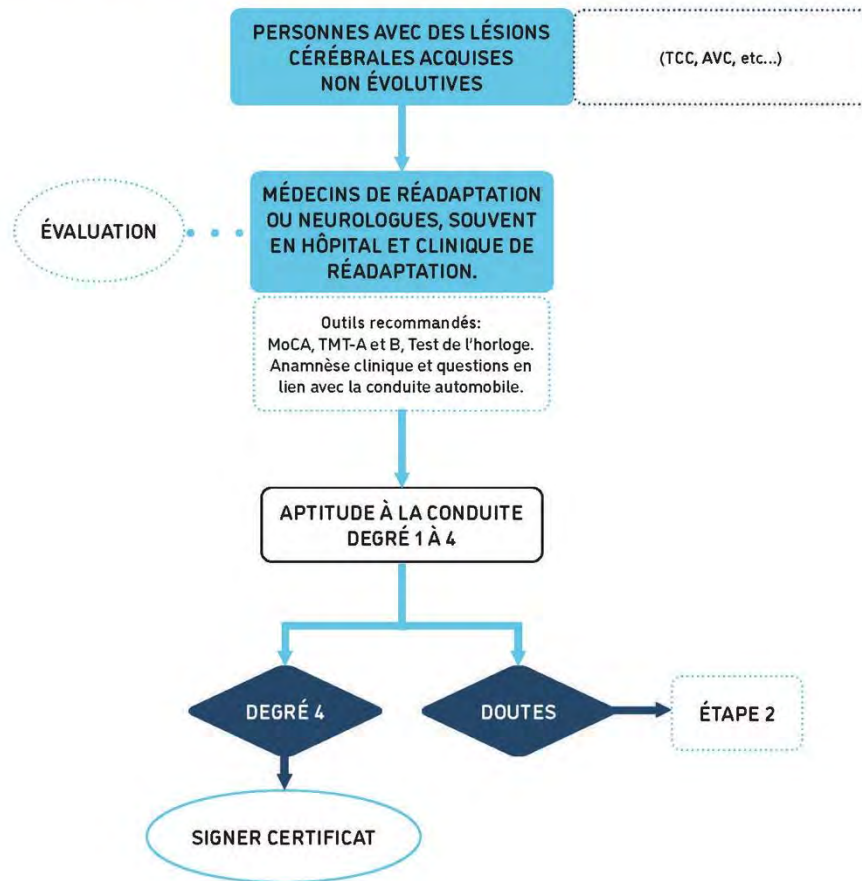 PERSONNES AVEC DES LÉSIONS
CÉRÉBRALES ACQUISES
NON ÉVOLUTIVES
(TCC, AVC, etc...)
MÉDECINS DE RÉADAPTATION
OU NEUROLOGUES, SOUVENT
EN HÔPITAL ET CLINIQUE DE
RÉADAPTATION.
ÉVALUATION
Outils recommandés:
MoCA, TMT-A et B, Test de l'horloge.
Anamnèse clinique et questions en
lien avec la conduite automobile.
APTITUDE À LA CONDUITE
DEGRÉ 1 À 4
DEGRÉ 4
DOUTES
ÉTAPE 2
SIGNER CERTIFICAT